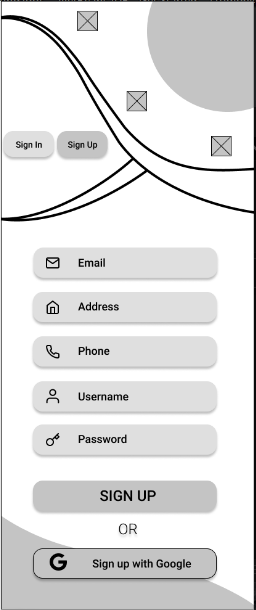 Sign In
Sign Up
Email
Address
Phone
Username
Password
SIGN UP
OR
G Sign up with Google